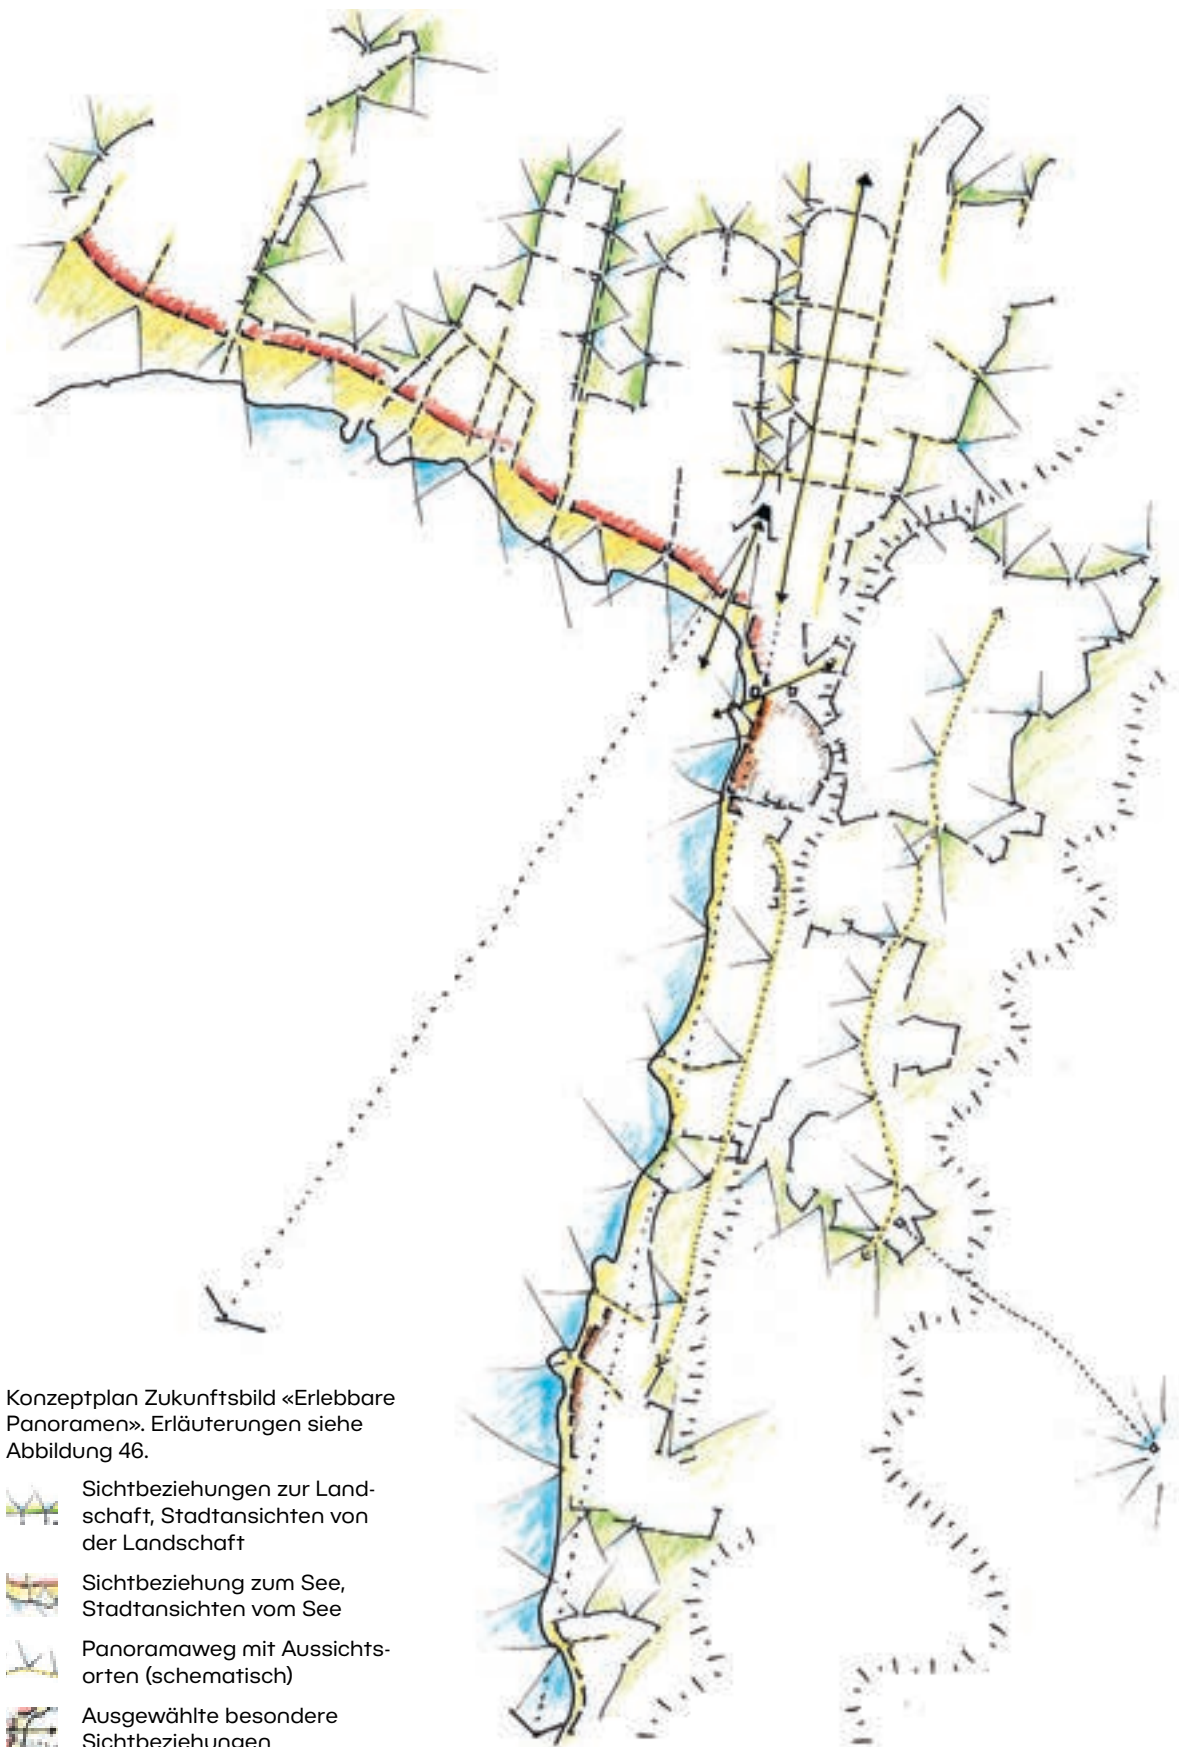 Konzeptplan Zukunftsbild «Erlebbare
Panoramen». Erläuterungen siehe
Abbildung 46.
Sichtbeziehungen zur Land-
schaft, Stadtansichten von
der Landschaft
Sichtbeziehung zum See,
Stadtansichten vom See
Panoramaweg mit Aussichts-
orten (schematisch)
Ausgewählte besondere
Sichtbeziehungen